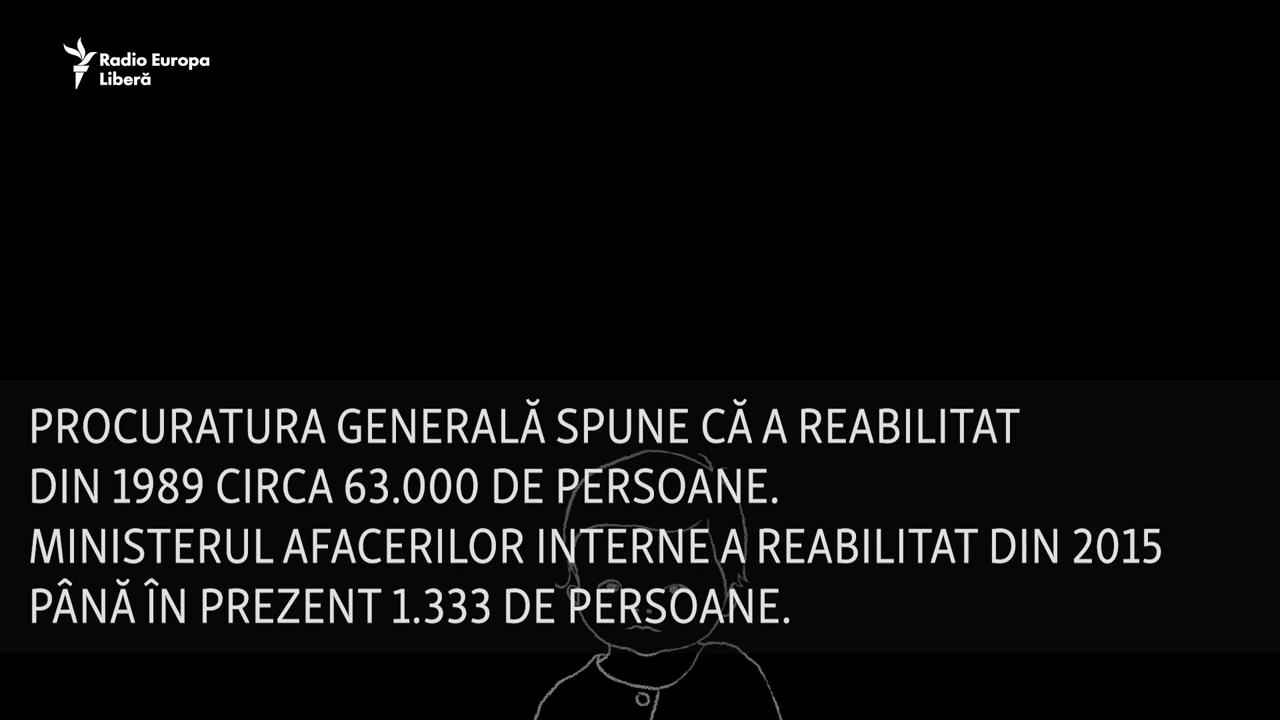 Radio Europa
Liberă
PROCURATURA GENERALĂ SPUNE CĂ A REABILITAT
DIN 1989 CIRCA 63.000 DE PERSOANE.
MINISTERUL AFACERILOR INTERNE A REABILITAT DIN 2015
PÂNĂ ÎN PREZENT 1.333 DE PERSOANE.